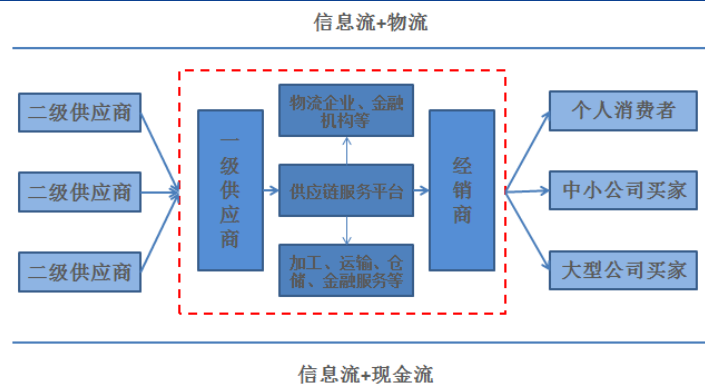 信息流+物流
二级供应商
二级供应商
二级供应商
一
级
供
应
商
物流企业、金融
机构等
供应链服务平台
加工、运输、仓
储、金融服务等
经
销
商
个人消费者
中小公司买家
大型公司买家
信息流+现金流